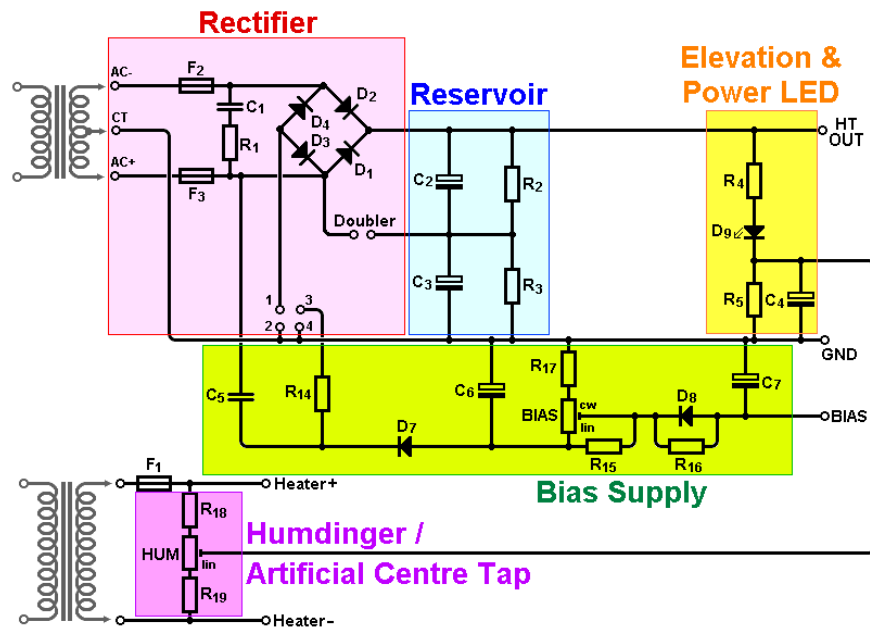 Rectifier
AC-
F2
C1
D2
D4
D3
D1
CT
R1
AC+
F3
Doubler
1
3
2
4
Reservoir
C2
R2
C3
R3
Elevation &
Power LED
HT
OUT
R4
D9
R5
C4
GND
C5
R14
D7
C6
R17
BIAS
cw
lin
R15
D8
R16
C7
BIAS
Bias Supply
F1
Heater+
R18
HUM
lin
R19
Heater-
Humdinger /
Artificial Centre Tap